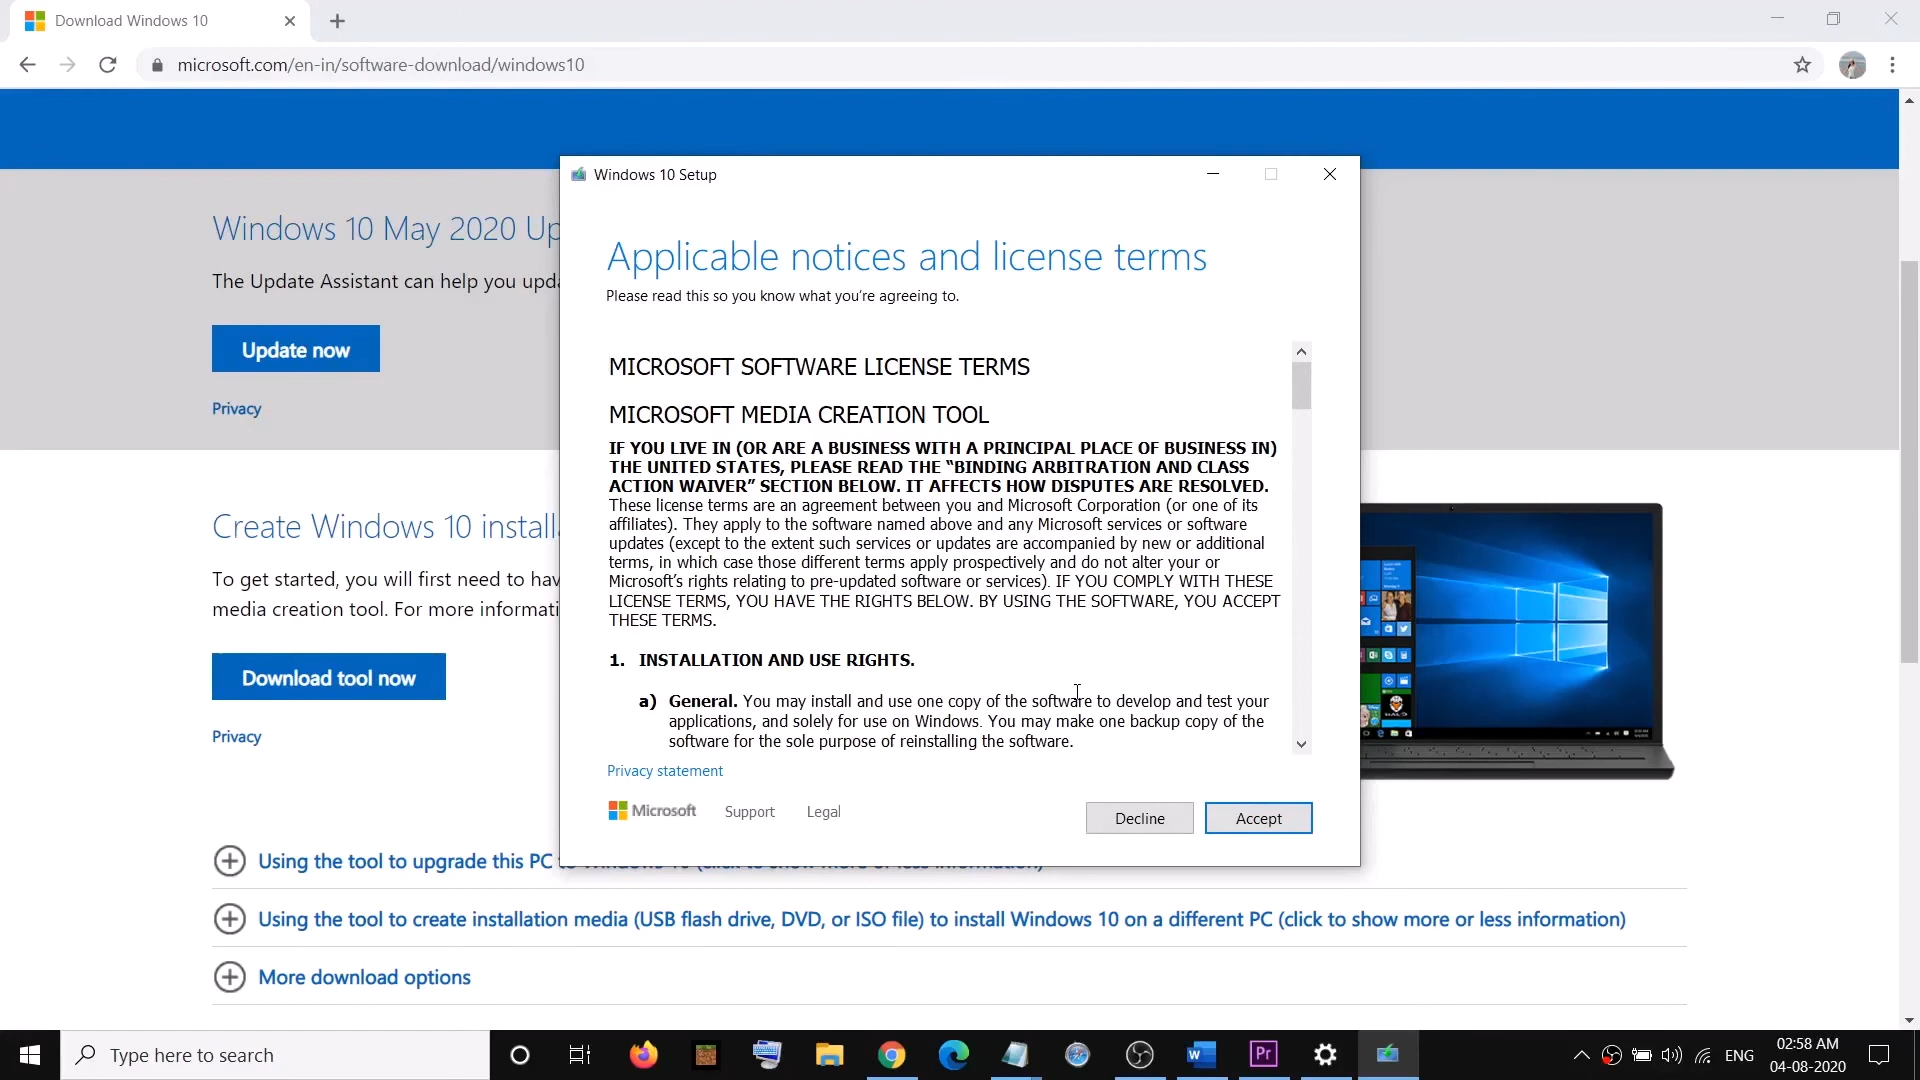 Download Windows 10
microsoft.com/en-in/software-download/windows10
Windows 10 May 2020 Up
The Update Assistant can help you upda
Update now
Privacy
Create Windows 10 installa
To get started, you will first need to hav
media creation tool. For more informati
Download tool now
Privacy
Windows 10 Setup
Applicable notices and license terms
Please read this so you know what you're agreeing to.
MICROSOFT SOFTWARE LICENSE TERMS
MICROSOFT MEDIA CREATION TOOL
IF YOU LIVE IN (OR ARE A BUSINESS WITH A PRINCIPAL PLACE OF BUSINESS IN)
THE UNITED STATES, PLEASE READ THE “BINDING ARBITRATION AND CLASS
ACTION WAIVER” SECTION BELOW. IT AFFECTS HOW DISPUTES ARE RESOLVED.
These license terms are an agreement between you and Microsoft Corporation (or one of its
affiliates). They apply to the software named above and any Microsoft services or software
updates (except to the extent such services or updates are accompanied by new or additional
terms, in which case those different terms apply prospectively and do not alter your or
Microsoft’s rights relating to pre-updated software or services). IF YOU COMPLY WITH THESE
LICENSE TERMS, YOU HAVE THE RIGHTS BELOW. BY USING THE SOFTWARE, YOU ACCEPT
THESE TERMS.
1. INSTALLATION AND USE RIGHTS.
a) General. You may install and use one copy of the software to develop and test your
applications, and solely for use on Windows. You may make one backup copy of the
software for the sole purpose of reinstalling the software.
Privacy statement
Microsoft Support Legal
Decline Accept
Using the tool to upgrade this PC to Windows 10 (click to show more or less information)
Using the tool to create installation media (USB flash drive, DVD, or ISO file) to install Windows 10 on a different PC (click to show more or less information)
More download options
Type here to search
Pr
ENG
02:58 AM
04-08-2020